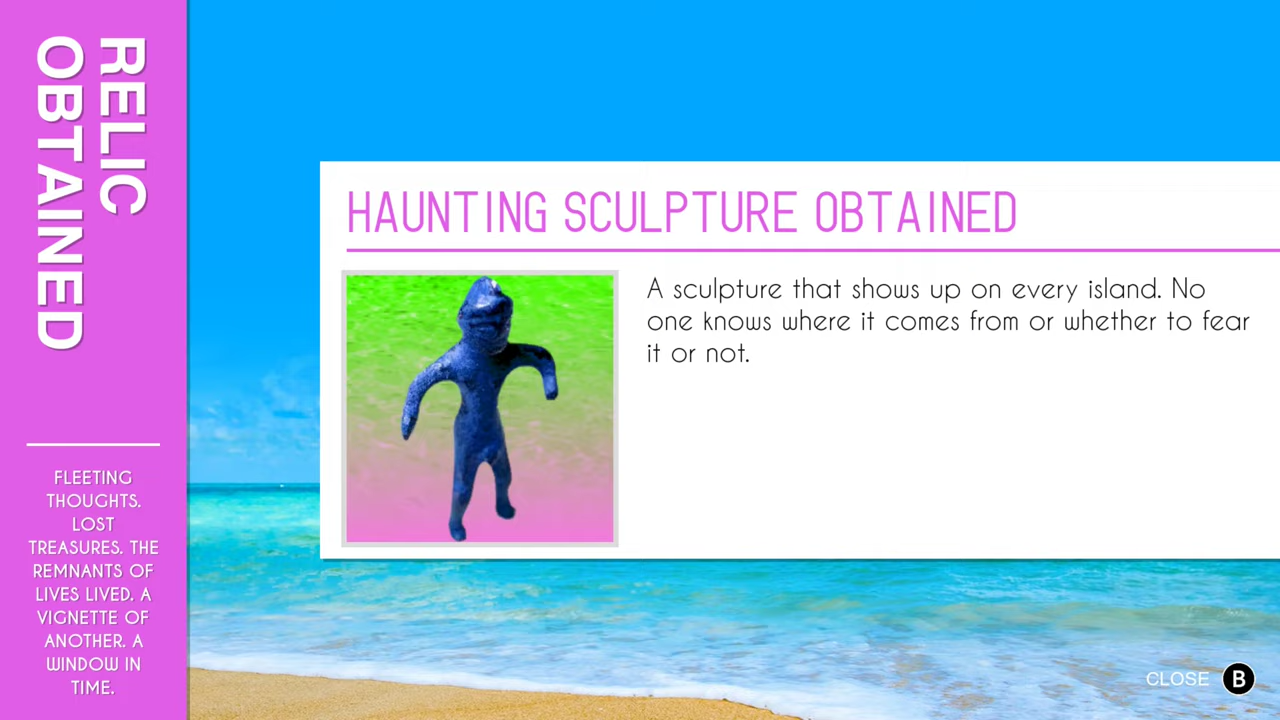 RELIC
OBTAINED
FLEETING
THOUGHTS.
LOST
TREASURES. THE
REMNANTS OF
LIVES LIVED. A
VIGNETTE OF
ANOTHER. A
WINDOW IN
TIME.
HAUNTING SCULPTURE OBTAINED
A sculpture that shows up on every island. No
one knows where it comes from or whether to fear
it or not.
CLOSE B